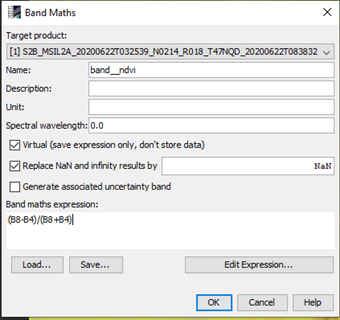 Band Maths
Target product:
[1] S2B_MSIL2A_20200622T032539_N0214_R018_T47NQD_20200622T083832
Name: band__ndvi
Description:
Unit:
Spectral wavelength: 0.0
Virtual (save expression only, don't store data)
Replace NaN and infinity results by NaN
Generate associated uncertainty band
Band maths expression:
(B8-B4)/(B8+B4)
Load... Save... Edit Expression...
OK Cancel Help